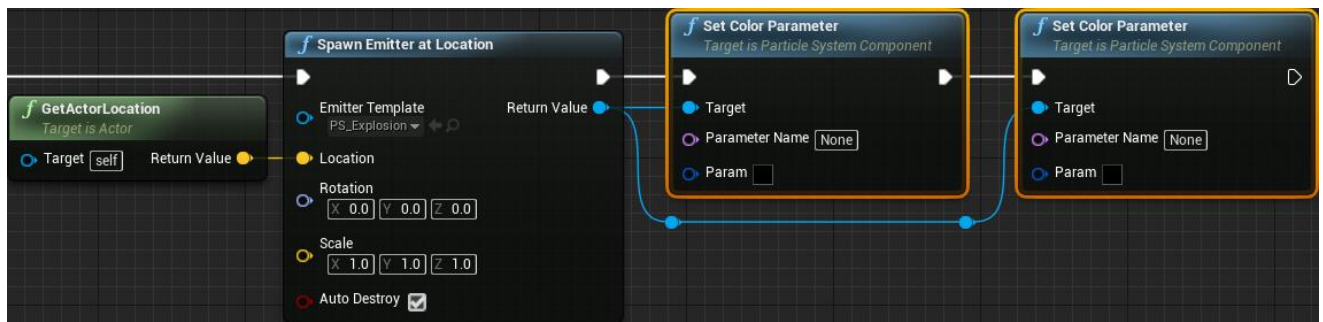 GetActorLocation
Target is Actor
Target self
Return Value
f Spawn Emitter at Location
Emitter Template
PS_Explosion
Return Value
Location
Rotation
X 0.0 Y 0.0 Z 0.0
Scale
X 1.0 Y 1.0 Z 1.0
Auto Destroy
f Set Color Parameter
Target is Particle System Component
Target
Parameter Name None
Param
f Set Color Parameter
Target is Particle System Component
Target
Parameter Name None
Param